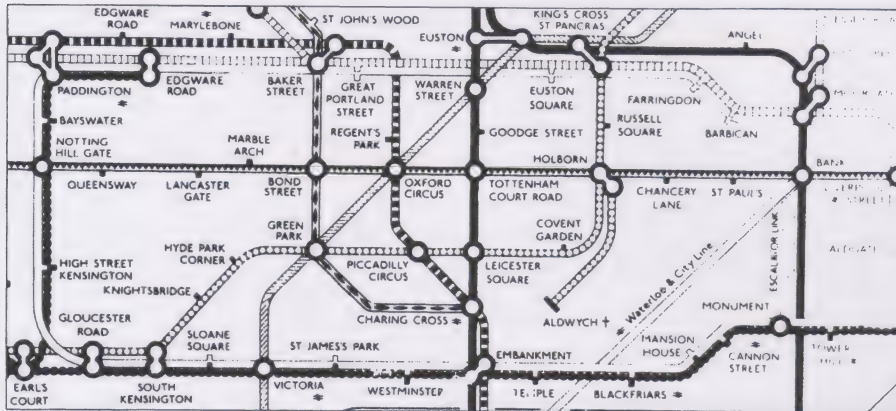 EDGWARE
ROAD
MARYLEBONE
ST JOHN'S WOOD
EUSTON
KING'S CROSS
ST PANCRAS
ANGEL
PADDINGTON
EDGWARE
ROAD
BAKER
STREET
GREAT
PORTLAND
STREET
WARREN
STREET
EUSTON
SQUARE
FARRINGDON
BARBICAN
BAYSWATER
REGENT'S
PARK
GOODGE STREET
RUSSELL
SQUARE
NOTTING
HILL GATE
MARBLE
ARCH
HOLBORN
BANK
QUEENSWAY
LANCASTER
GATE
BOND
STREET
OXFORD
CIRCUS
TOTTENHAM
COURT ROAD
CHANCERY
LANE
ST PAUL'S
GREEN
PARK
COVENT
GARDEN
HIGH STREET
KENSINGTON
HYDE PARK
CORNER
PICCADILLY
CIRCUS
LEICESTER
SQUARE
Waterloo & City Line
ESCALATOR LINK
KNIGHTSBRIDGE
CHARING CROSS
ALDWYCH †
MONUMENT
GLOUCESTER
ROAD
SLOANE
SQUARE
ST JAMES'S PARK
EMBANKMENT
MANSION
HOUSE
CANNON
STREET
EARL'S
COURT
SOUTH
KENSINGTON
VICTORIA
WESTMINSTER
TEMPLE
BLACKFRIARS